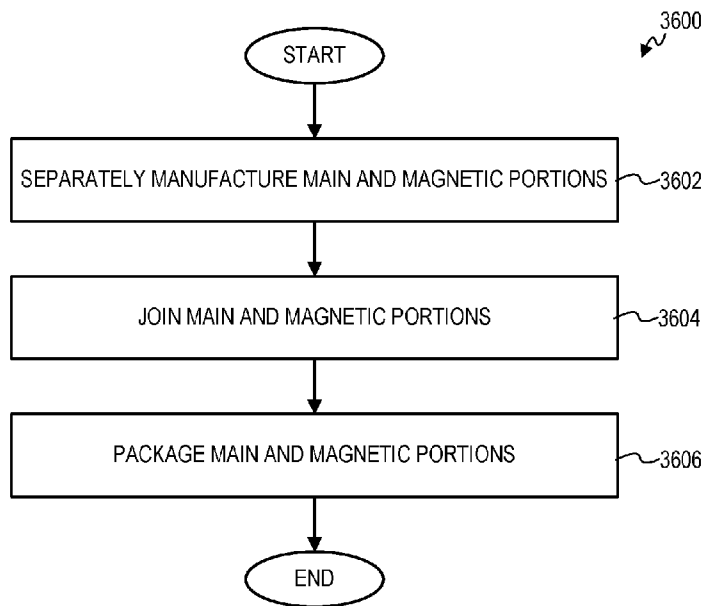 3600
START
SEPARATELY MANUFACTURE MAIN AND MAGNETIC PORTIONS
3602
JOIN MAIN AND MAGNETIC PORTIONS
3604
PACKAGE MAIN AND MAGNETIC PORTIONS
3606
END